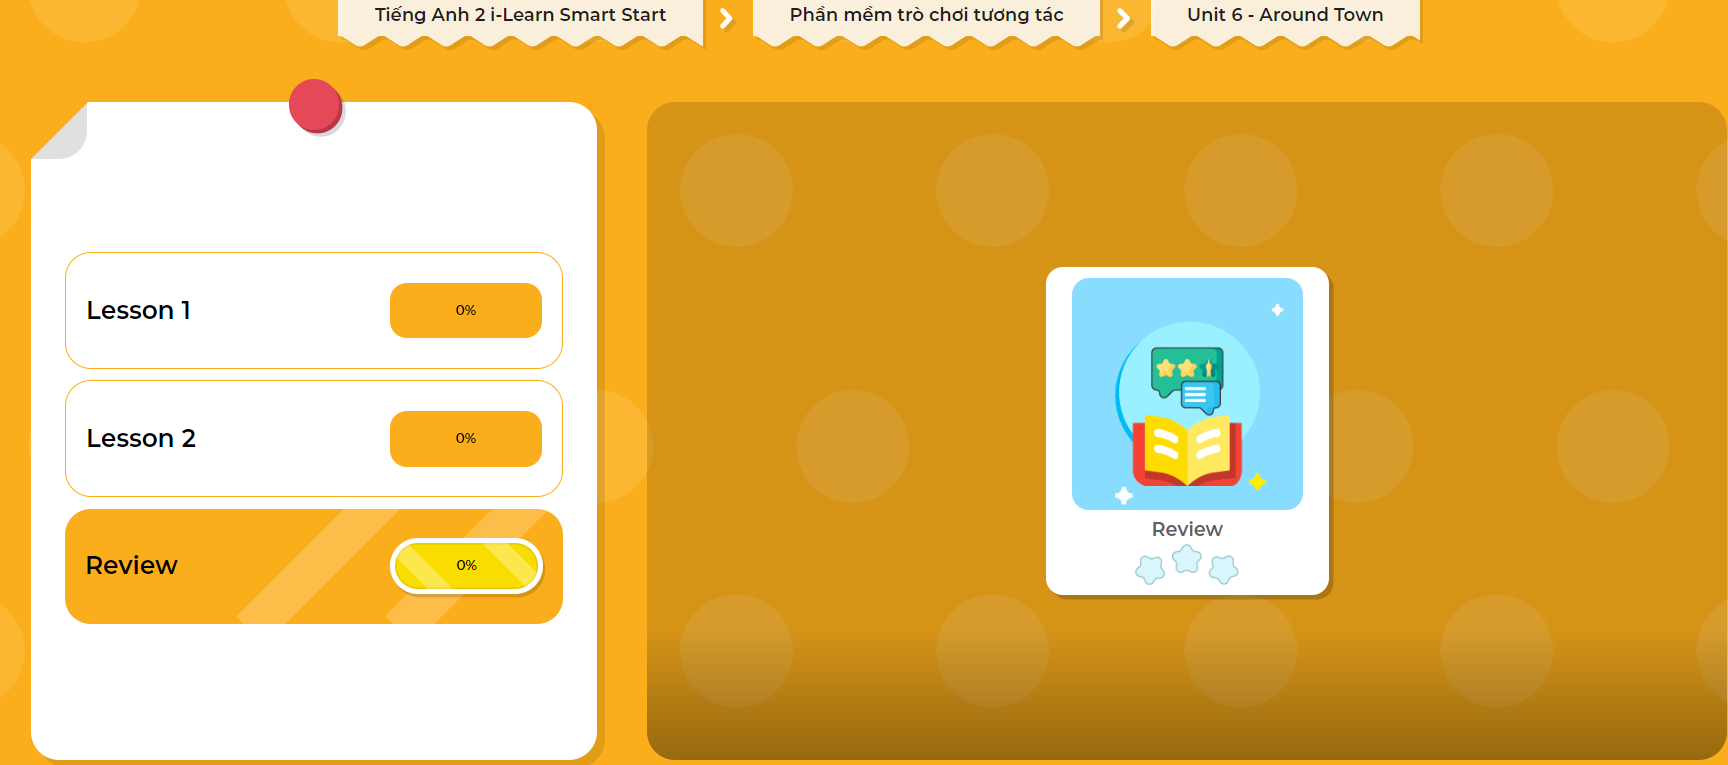 Tiếng Anh 2 i-Learn Smart Start
Phần mềm trò chơi tương tác
Unit 6 - Around Town
Lesson 1
0%
Lesson 2
0%
Review
0%
Review